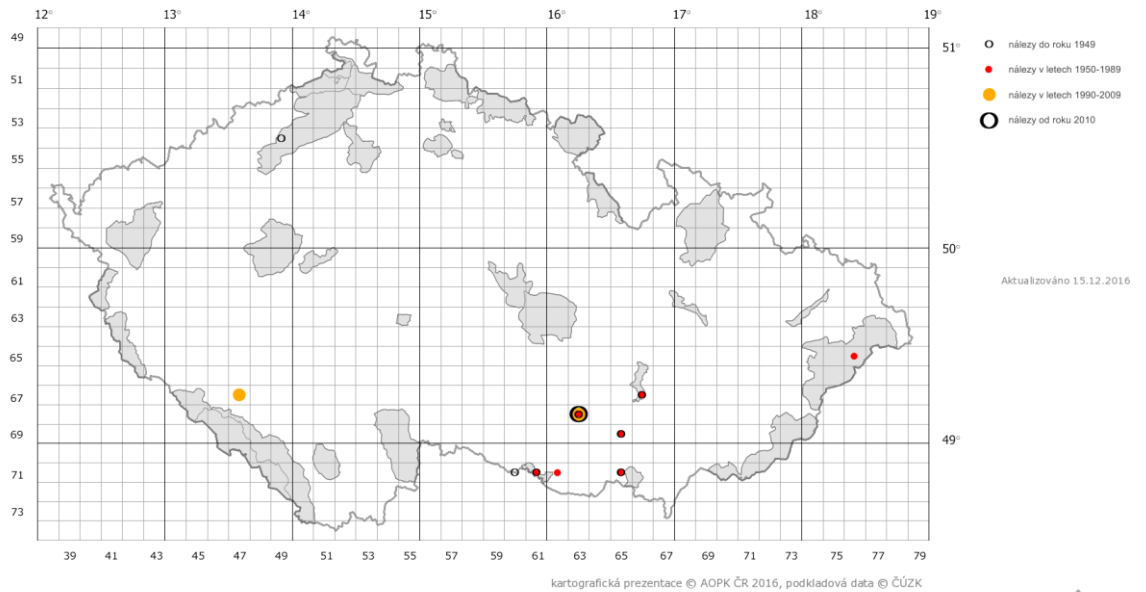 12° 13° 14° 15° 16° 17° 18° 19°
49 51°
nálezy do roku 1949
51
nálezy v letech 1950-1989
nálezy v letech 1990-2009
53
nálezy od roku 2010
55
57
59 50°
61
Aktualizováno 15.12.2016
63
65
67
69 49°
71
73
39 41 43 45 47 49 51 53 55 57 59 61 63 65 67 69 71 73 75 77 79
kartografická prezentace © AOPK ČR 2016, podkladová data © ČÚZK